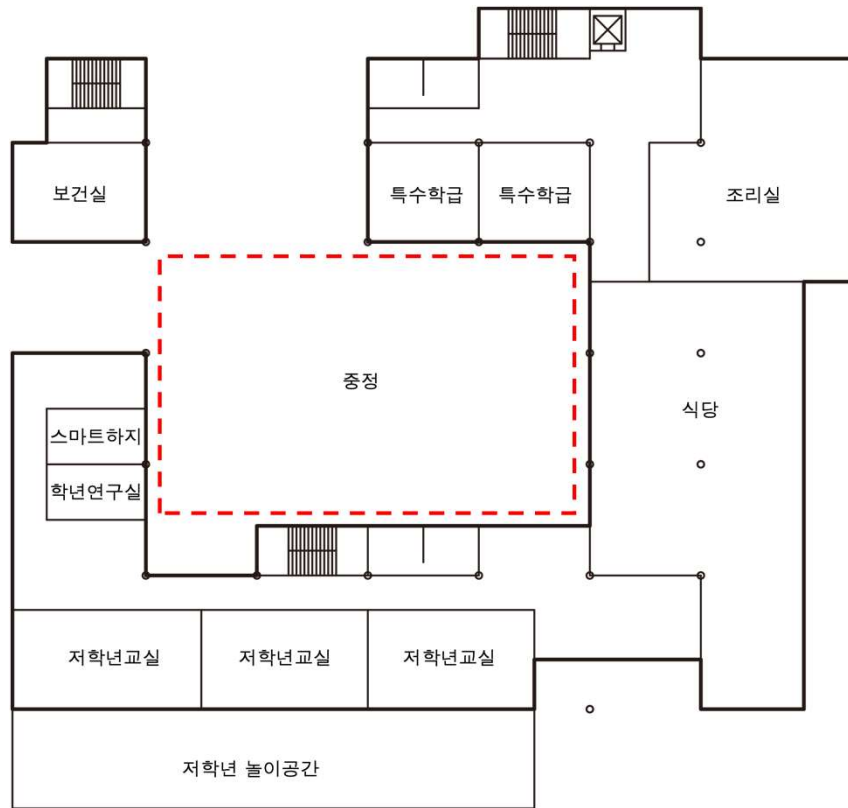 보건실
특수학급
특수학급
조리실
중정
식당
스마트하지
학년연구실
저학년교실
저학년교실
저학년교실
저학년 놀이공간